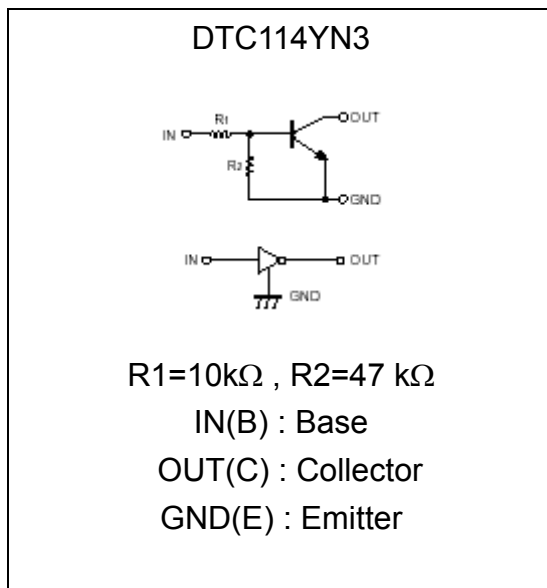 DTC114YN3
R1
OUT
IN
R2
GND
IN
OUT
GND
R1=10kΩ , R2=47 kΩ
IN(B) : Base
OUT(C) : Collector
GND(E) : Emitter